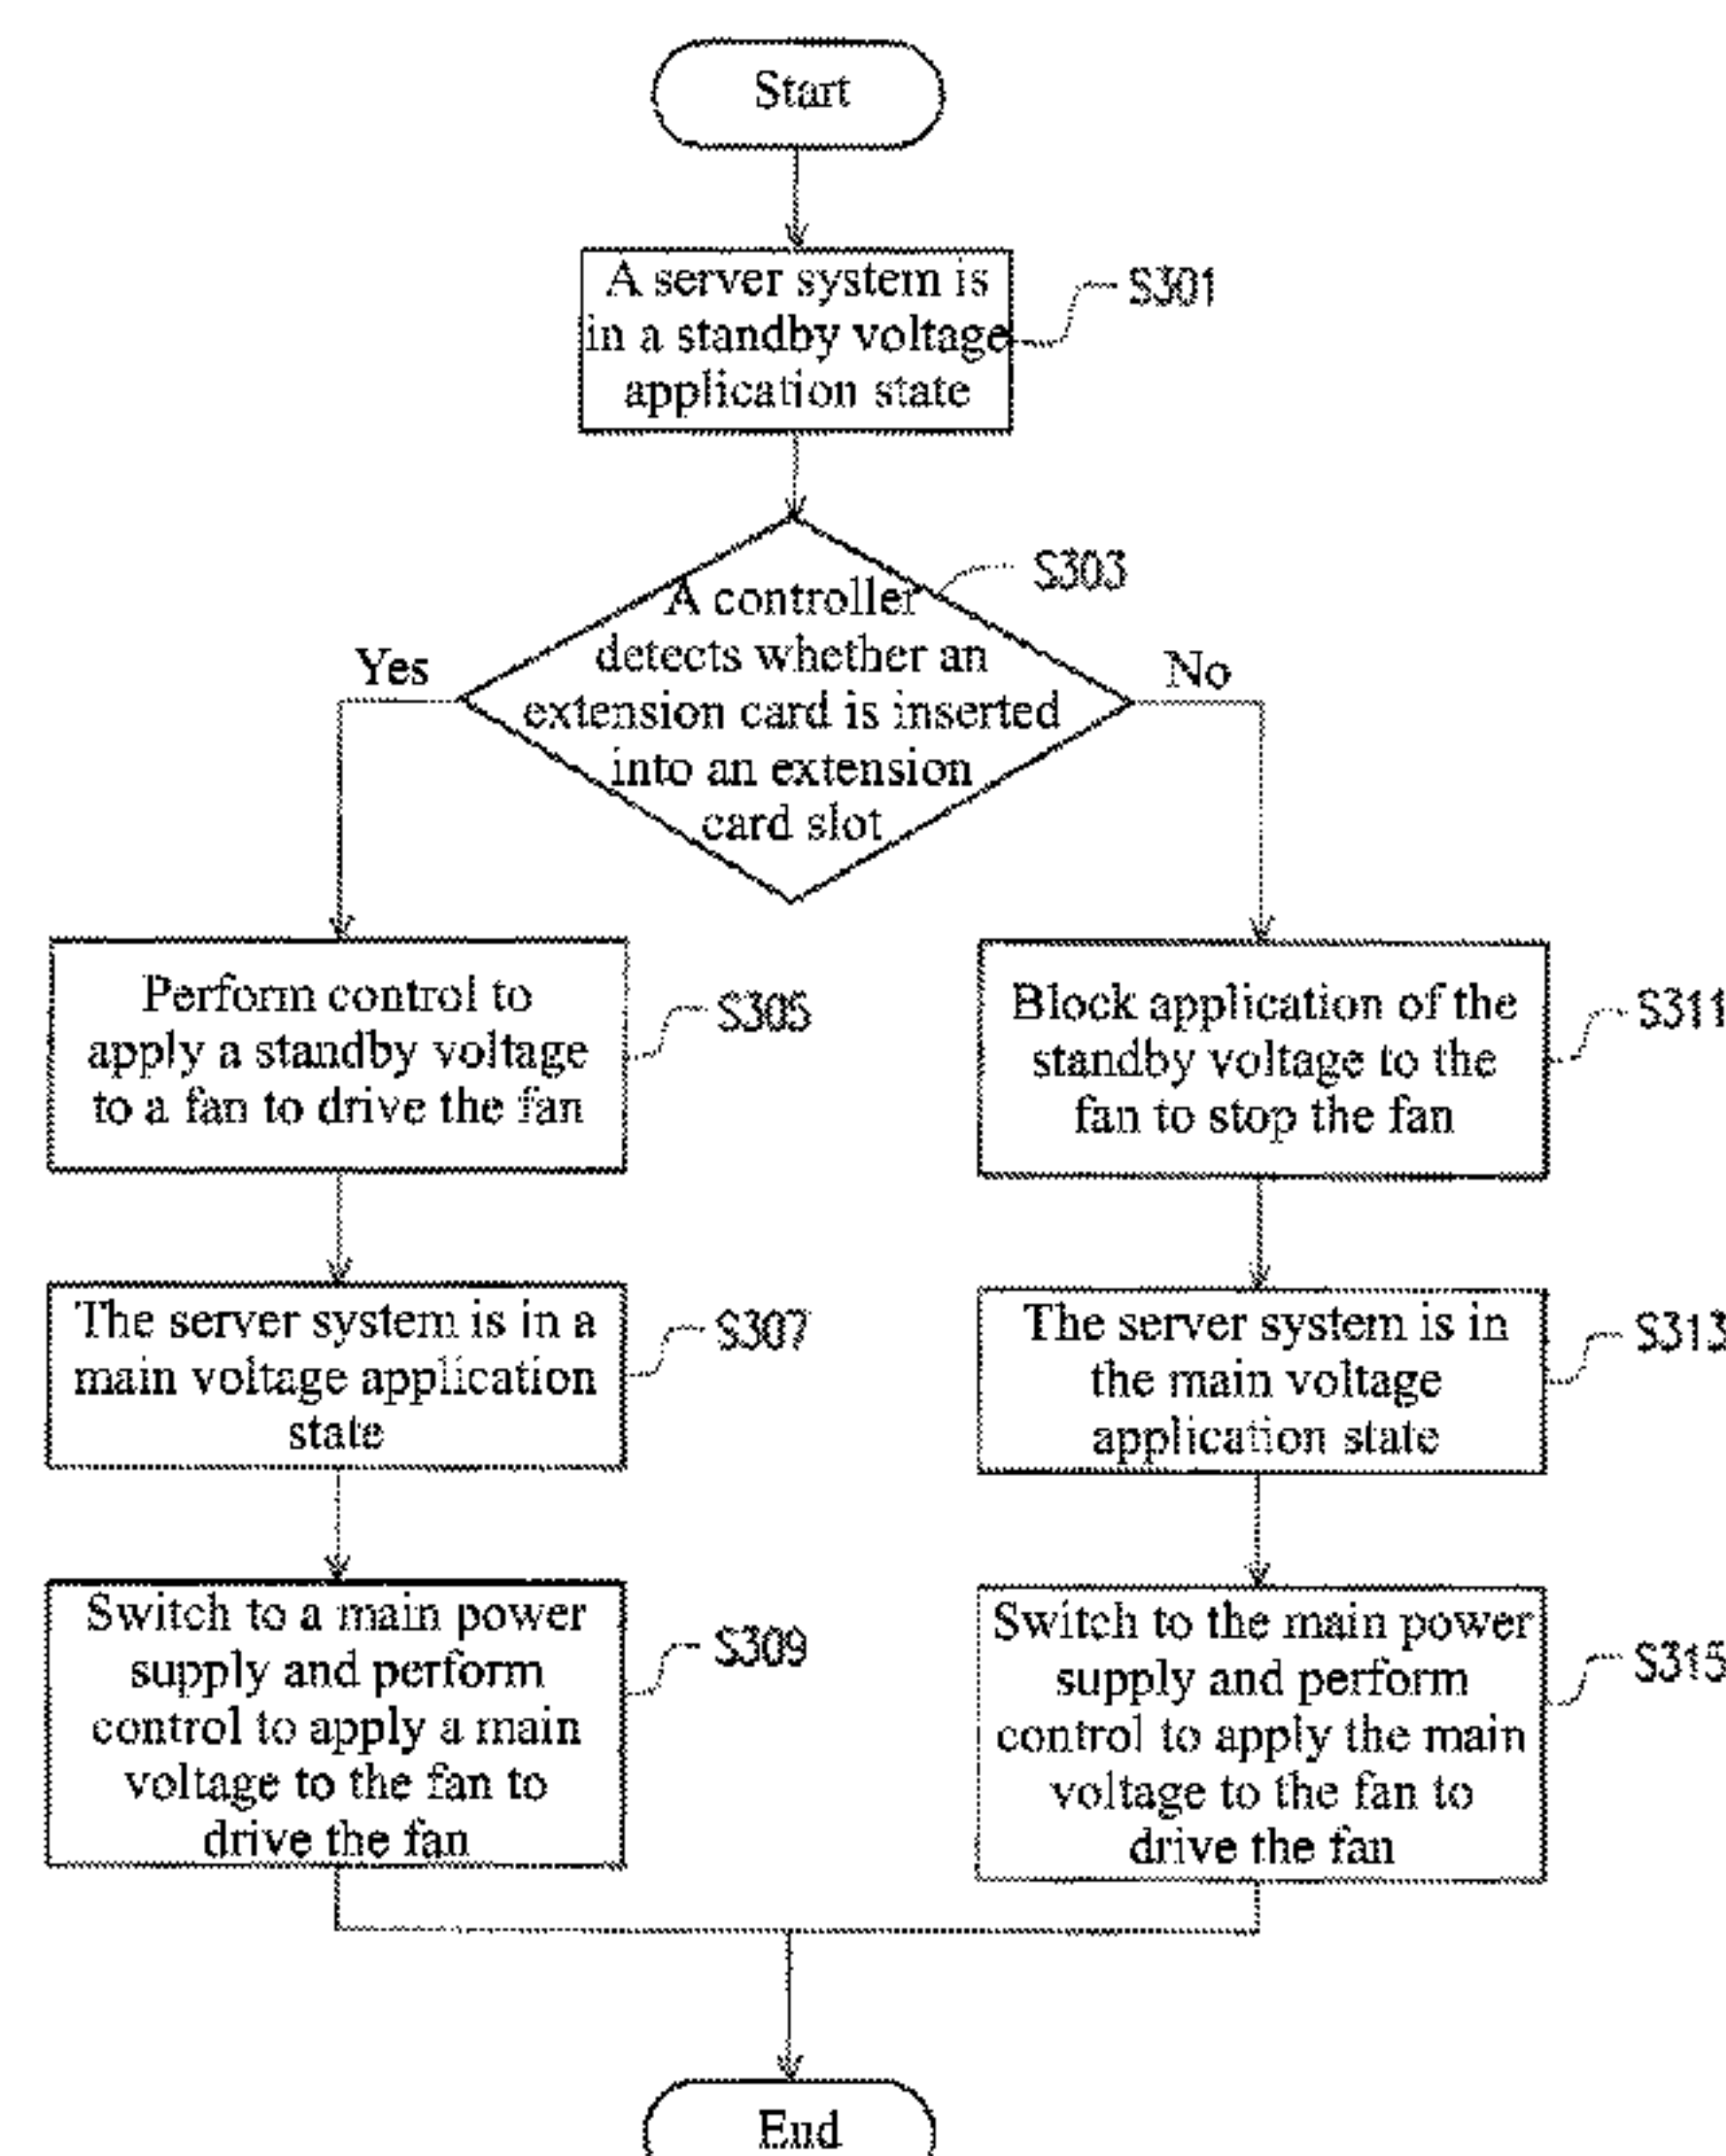 Start
A server system is
in a standby voltage
application state
S301
A controller
detects whether an
extension card is inserted
into an extension
card slot
S303
Yes
No
Perform control to
apply a standby voltage
to a fan to drive the fan
S305
Block application of the
standby voltage to the
fan to stop the fan
S311
The server system is in a
main voltage application
state
S307
The server system is in
the main voltage
application state
S313
Switch to a main power
supply and perform
control to apply a main
voltage to the fan to
drive the fan
S309
Switch to the main power
supply and perform
control to apply the main
voltage to the fan to
drive the fan
S315
End